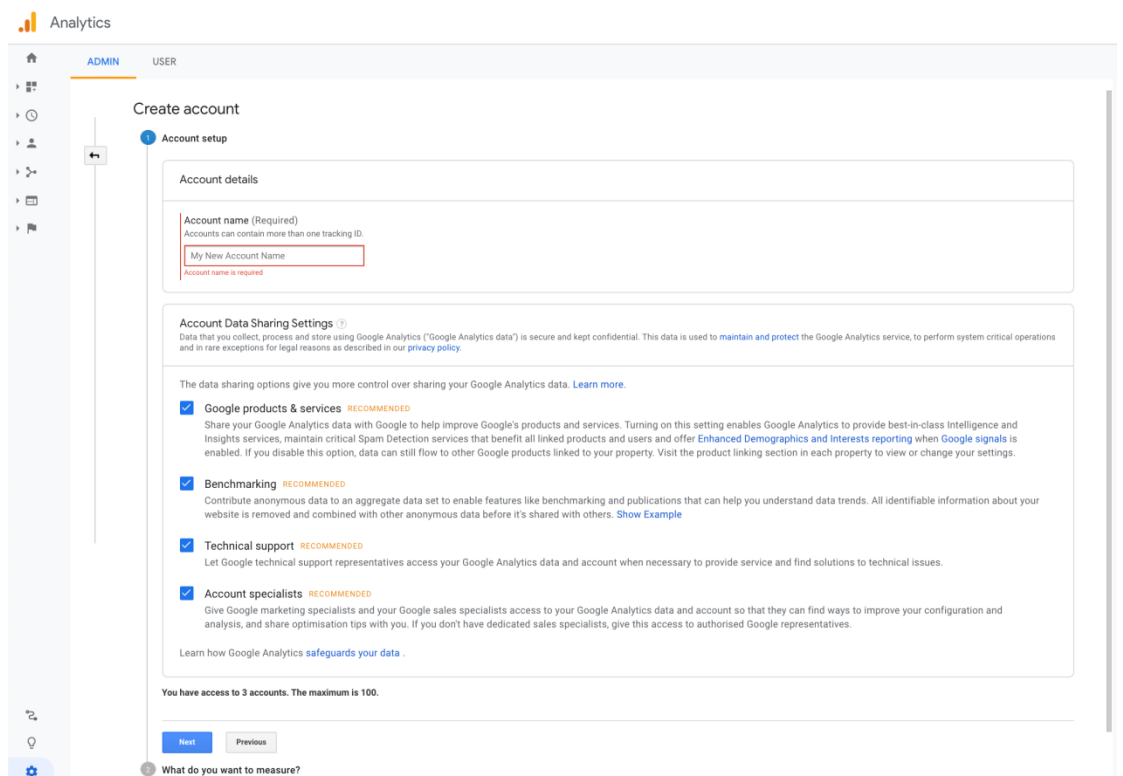 Analytics
ADMIN
USER
Create account
1 Account setup
Account details
Account name (Required)
Accounts can contain more than one tracking ID.
My New Account Name
Account name is required
Account Data Sharing Settings ?
Data that you collect, process and store using Google Analytics ("Google Analytics data") is secure and kept confidential. This data is used to maintain and protect the Google Analytics service, to perform system critical operations
and in rare exceptions for legal reasons as described in our privacy policy.
The data sharing options give you more control over sharing your Google Analytics data. Learn more.
Google products & services RECOMMENDED
Share your Google Analytics data with Google to help improve Google's products and services. Turning on this setting enables Google Analytics to provide best-in-class Intelligence and
Insights services, maintain critical Spam Detection services that benefit all linked products and users and offer Enhanced Demographics and Interests reporting when Google signals is
enabled. If you disable this option, data can still flow to other Google products linked to your property. Visit the product linking section in each property to view or change your settings.
Benchmarking RECOMMENDED
Contribute anonymous data to an aggregate data set to enable features like benchmarking and publications that can help you understand data trends. All identifiable information about your
website is removed and combined with other anonymous data before it's shared with others. Show Example
Technical support RECOMMENDED
Let Google technical support representatives access your Google Analytics data and account when necessary to provide service and find solutions to technical issues.
Account specialists RECOMMENDED
Give Google marketing specialists and your Google sales specialists access to your Google Analytics data and account so that they can find ways to improve your configuration and
analysis, and share optimisation tips with you. If you don't have dedicated sales specialists, give this access to authorised Google representatives.
Learn how Google Analytics safeguards your data .
You have access to 3 accounts. The maximum is 100.
Next
Previous
2 What do you want to measure?